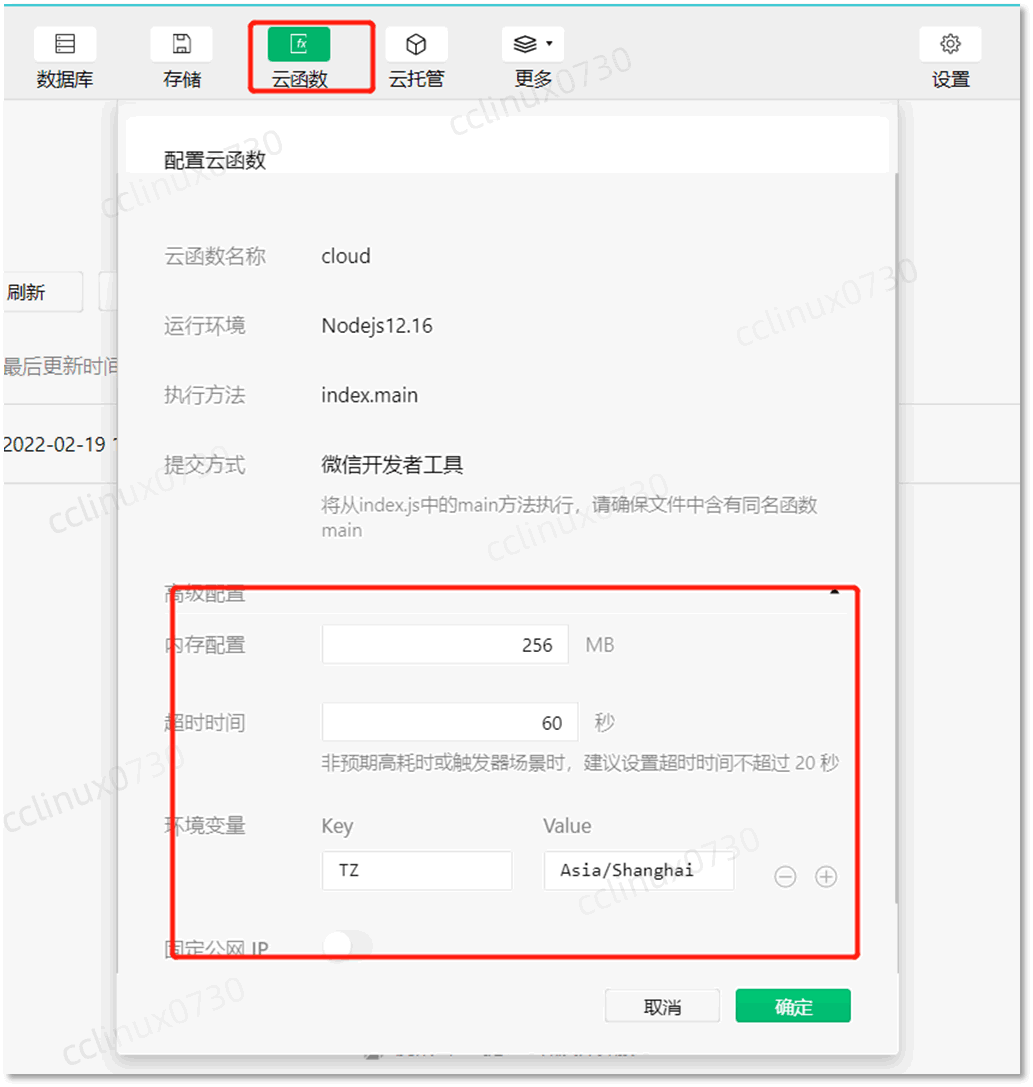 数据库
存储
云函数
云托管
更多
设置
配置云函数
云函数名称
cloud
刷新
运行环境
Nodejs12.16
最后更新时间
执行方法
index.main
2022-02-19
提交方式
微信开发者工具
将从index.js中的main方法执行，请确保文件中含有同名函数
main
高级配置
内存配置
256
MB
超时时间
60
秒
非预期高耗时或触发器场景时，建议设置超时时间不超过 20 秒
环境变量
Key
Value
TZ
Asia/Shanghai
固定公网 IP
取消
确定
cclinux0730
cclinux0730
cclinux0730
cclinux0730
cclinux0730
cclinux0730
cclinux0730
cclinux0730